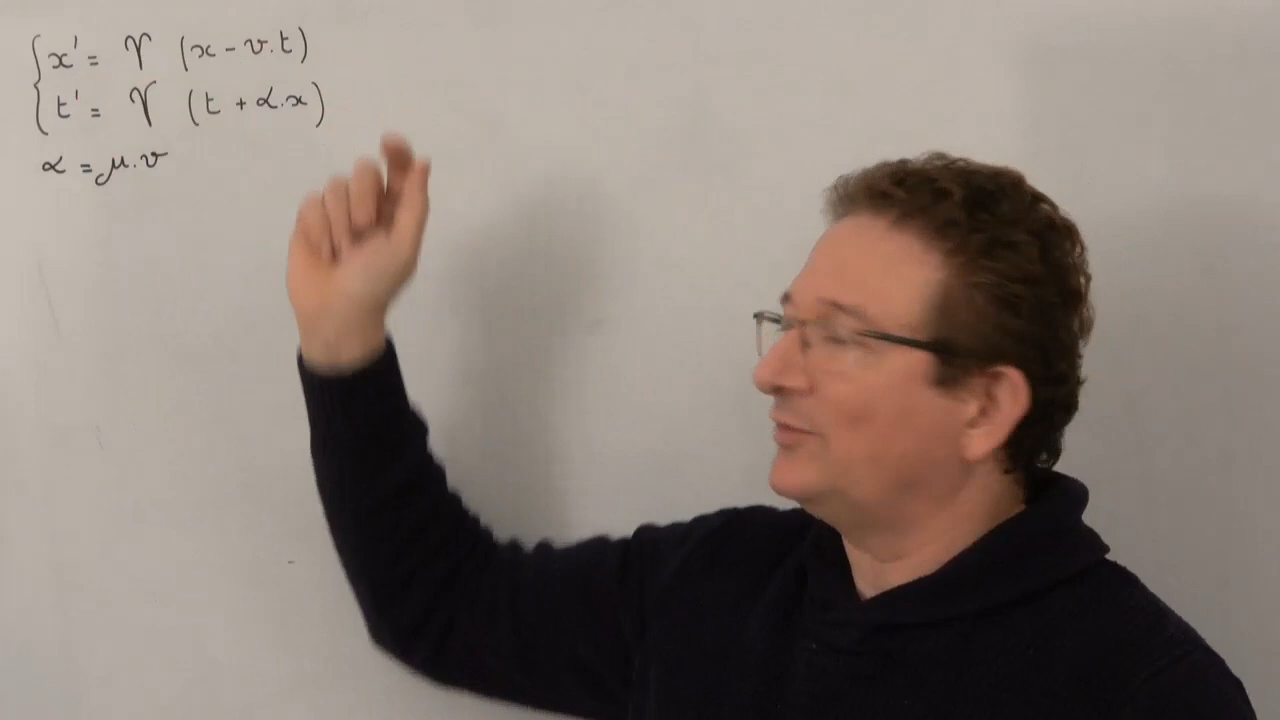 x' = γ (x - v.t)
t' = γ (t + α.x)
α = μ.v